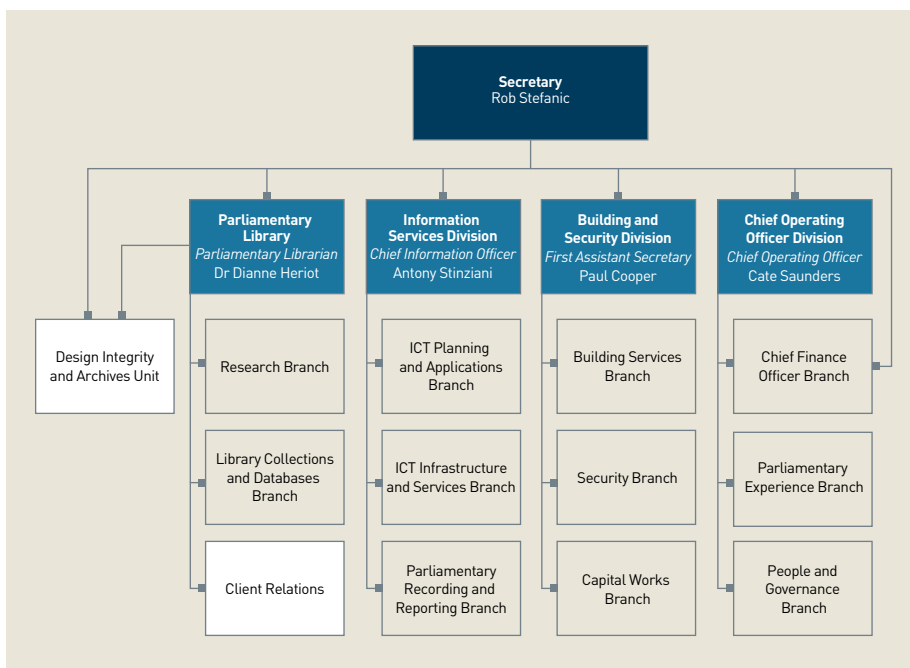 Secretary
Rob Stefanic
Parliamentary
Library
Parliamentary Librarian
Dr Dianne Heriot
Information
Services Division
Chief Information Officer
Antony Stinziani
Building and
Security Division
First Assistant Secretary
Paul Cooper
Chief Operating
Officer Division
Chief Operating Officer
Cate Saunders
Design Integrity
and Archives Unit
Research Branch
ICT Planning
and Applications
Branch
Building Services
Branch
Chief Finance
Officer Branch
Library Collections
and Databases
Branch
ICT Infrastructure
and Services Branch
Security Branch
Parliamentary
Experience Branch
Client Relations
Parliamentary
Recording and
Reporting Branch
Capital Works
Branch
People and
Governance
Branch